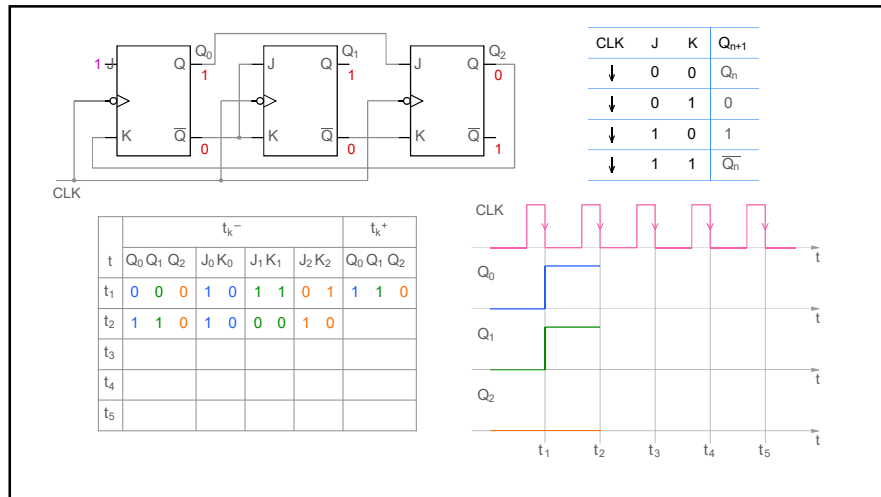 Q₀ Q₁ Q₂
1 J Q J Q J Q
1 1 0
K Q̅ K Q̅ K Q̅
0 0 1
CLK
CLK J K Qₙ₊₁
↓ 0 0 Qₙ
↓ 0 1 0
↓ 1 0 1
↓ 1 1 Q̅ₙ
tₖ⁻ tₖ⁺
t Q₀ Q₁ Q₂ J₀ K₀ J₁ K₁ J₂ K₂ Q₀ Q₁ Q₂
t₁ 0 0 0 1 0 1 1 0 1 1 1 0
t₂ 1 1 0 1 0 0 0 1 0
t₃
t₄
t₅
CLK
t
Q₀
t
Q₁
t
Q₂
t
t₁ t₂ t₃ t₄ t₅